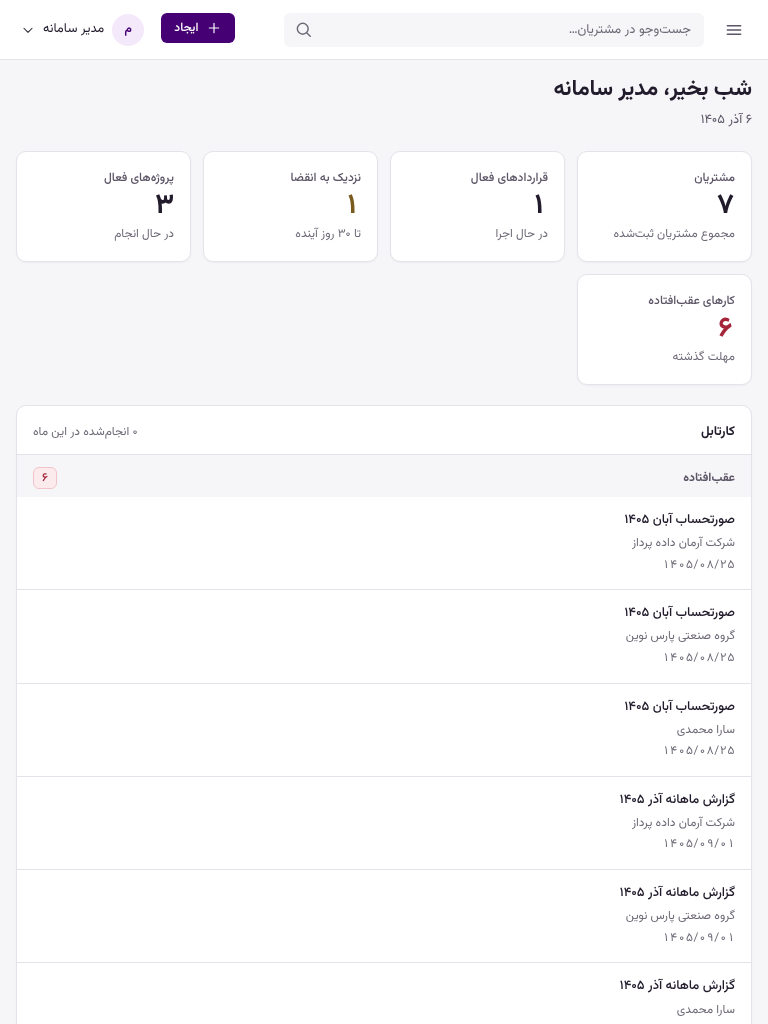 جست‌وجو در مشتریان…
ایجاد
م
مدیر سامانه
شب بخیر، مدیر سامانه
۶ آذر ۱۴۰۵
مشتریان
۷
مجموع مشتریان ثبت‌شده
قراردادهای فعال
۱
در حال اجرا
نزدیک به انقضا
۱
تا ۳۰ روز آینده
پروژه‌های فعال
۳
در حال انجام
کارهای عقب‌افتاده
۶
مهلت گذشته
کارتابل
۰ انجام‌شده در این ماه
عقب‌افتاده
۶
صورتحساب آبان ۱۴۰۵
شرکت آرمان داده پرداز
۱۴۰۵/۰۸/۲۵
صورتحساب آبان ۱۴۰۵
گروه صنعتی پارس نوین
۱۴۰۵/۰۸/۲۵
صورتحساب آبان ۱۴۰۵
سارا محمدی
۱۴۰۵/۰۸/۲۵
گزارش ماهانه آذر ۱۴۰۵
شرکت آرمان داده پرداز
۱۴۰۵/۰۹/۰۱
گزارش ماهانه آذر ۱۴۰۵
گروه صنعتی پارس نوین
۱۴۰۵/۰۹/۰۱
گزارش ماهانه آذر ۱۴۰۵
سارا محمدی